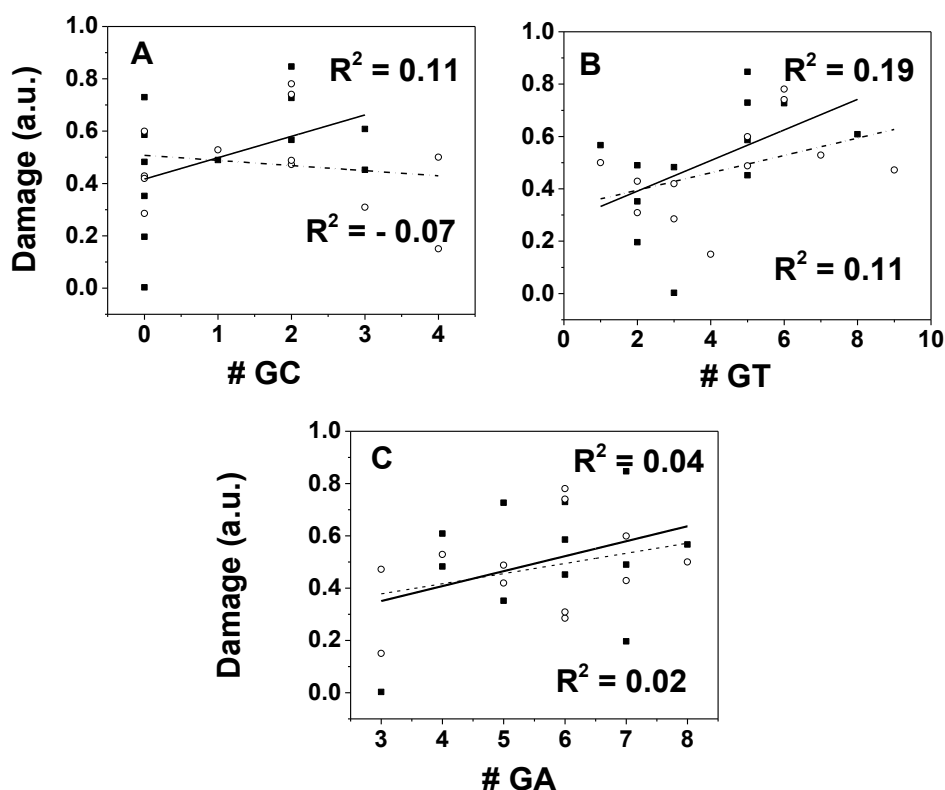 A
R² = 0.11
R² = - 0.07
Damage (a.u.)
1.0
0.8
0.6
0.4
0.2
0.0
0 1 2 3 4
# GC
B
R² = 0.19
R² = 0.11
1.0
0.8
0.6
0.4
0.2
0.0
0 2 4 6 8 10
# GT
C
R² = 0.04
R² = 0.02
Damage (a.u.)
1.0
0.8
0.6
0.4
0.2
0.0
3 4 5 6 7 8
# GA